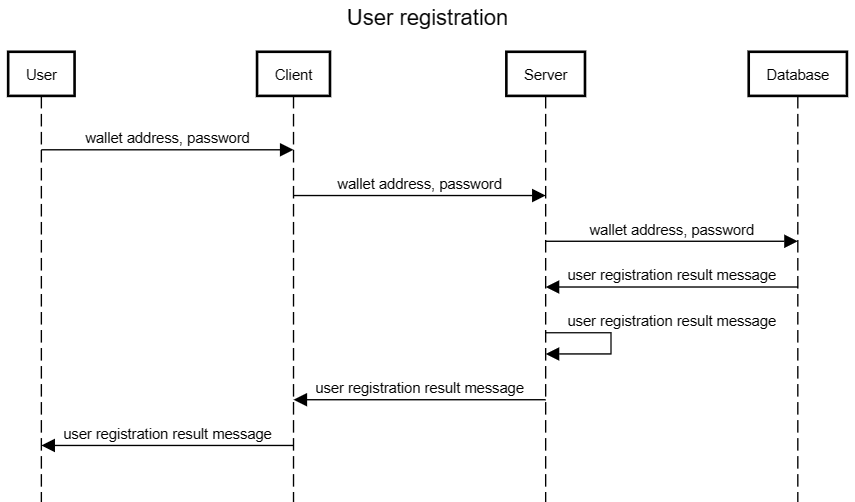 User registration
User
Client
Server
Database
wallet address, password
wallet address, password
wallet address, password
user registration result message
user registration result message
user registration result message
user registration result message